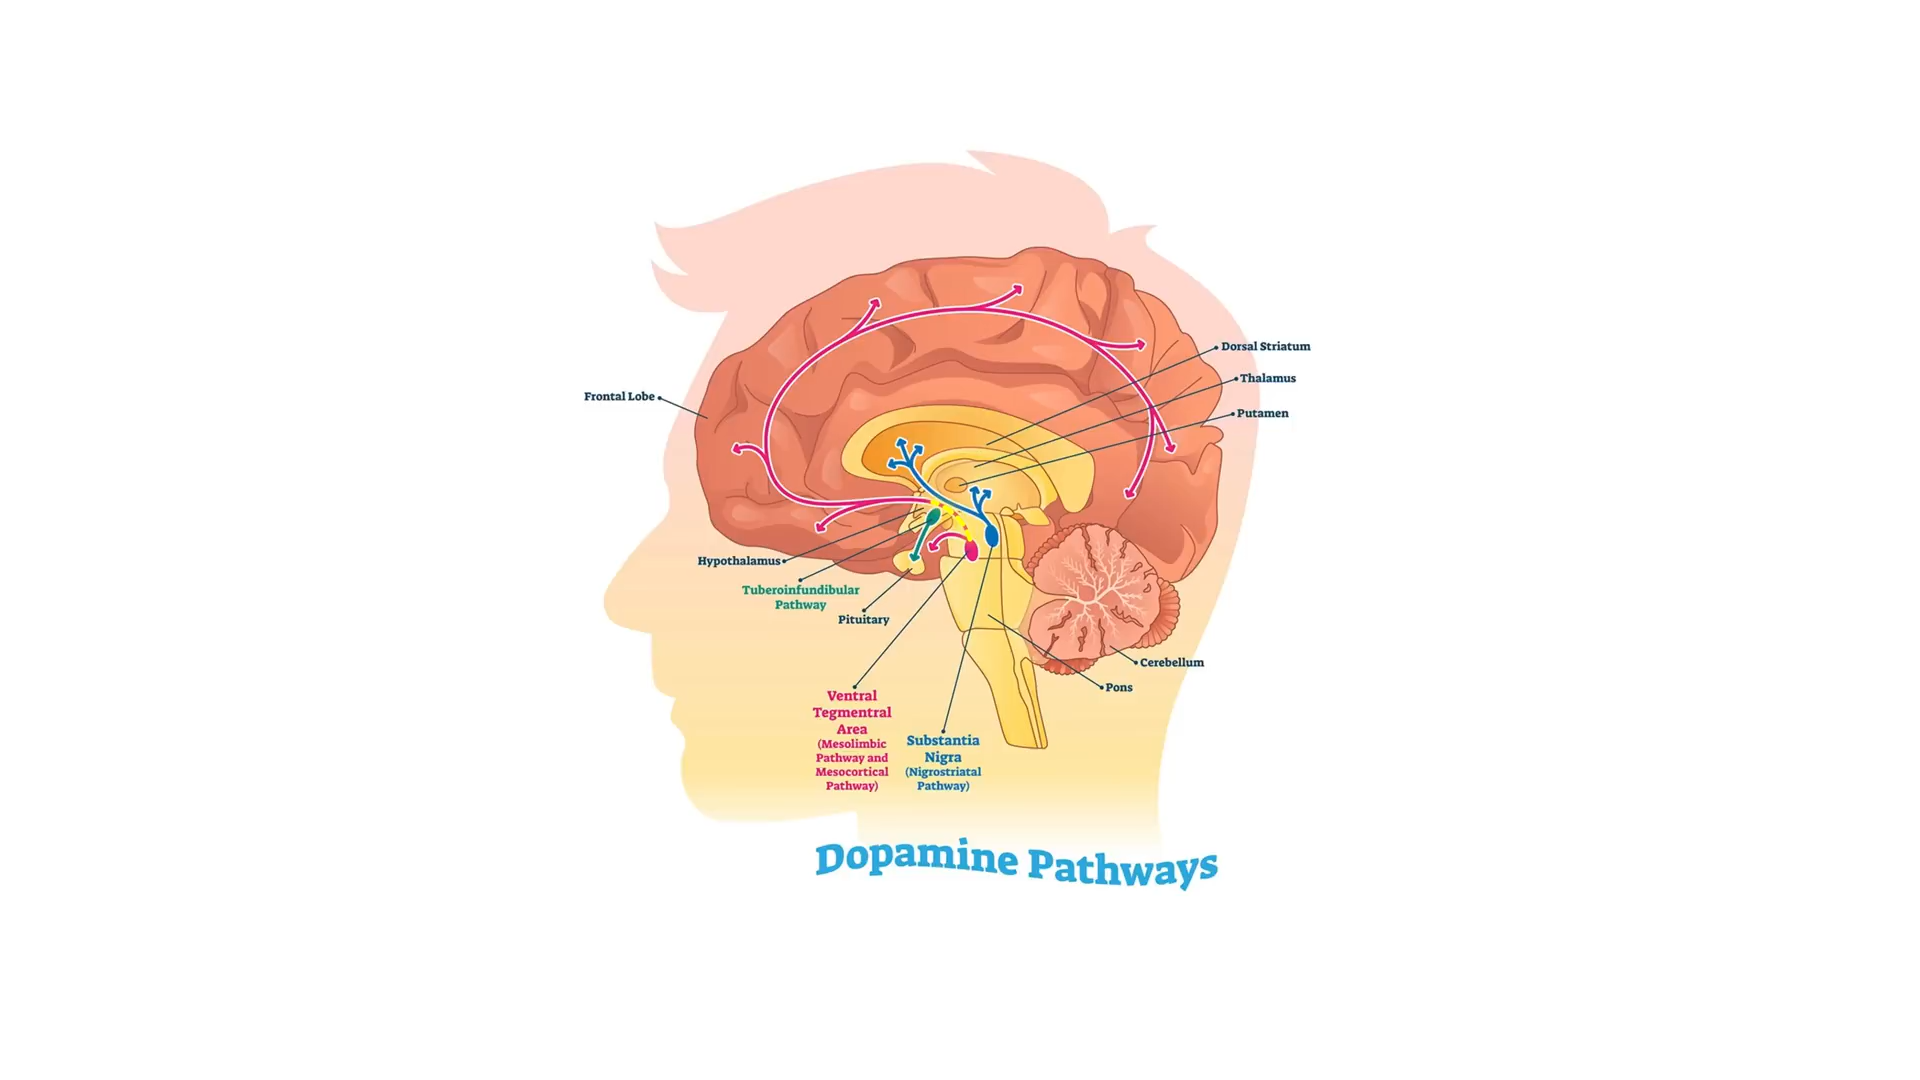 Dorsal Striatum
Thalamus
Frontal Lobe
Putamen
Hypothalamus
Tuberoinfundibular
Pathway
Pituitary
Cerebellum
Pons
Ventral
Tegmentral
Area
(Mesolimbic
Pathway and
Mesocortical
Pathway)
Substantia
Nigra
(Nigrostriatal
Pathway)
Dopamine Pathways